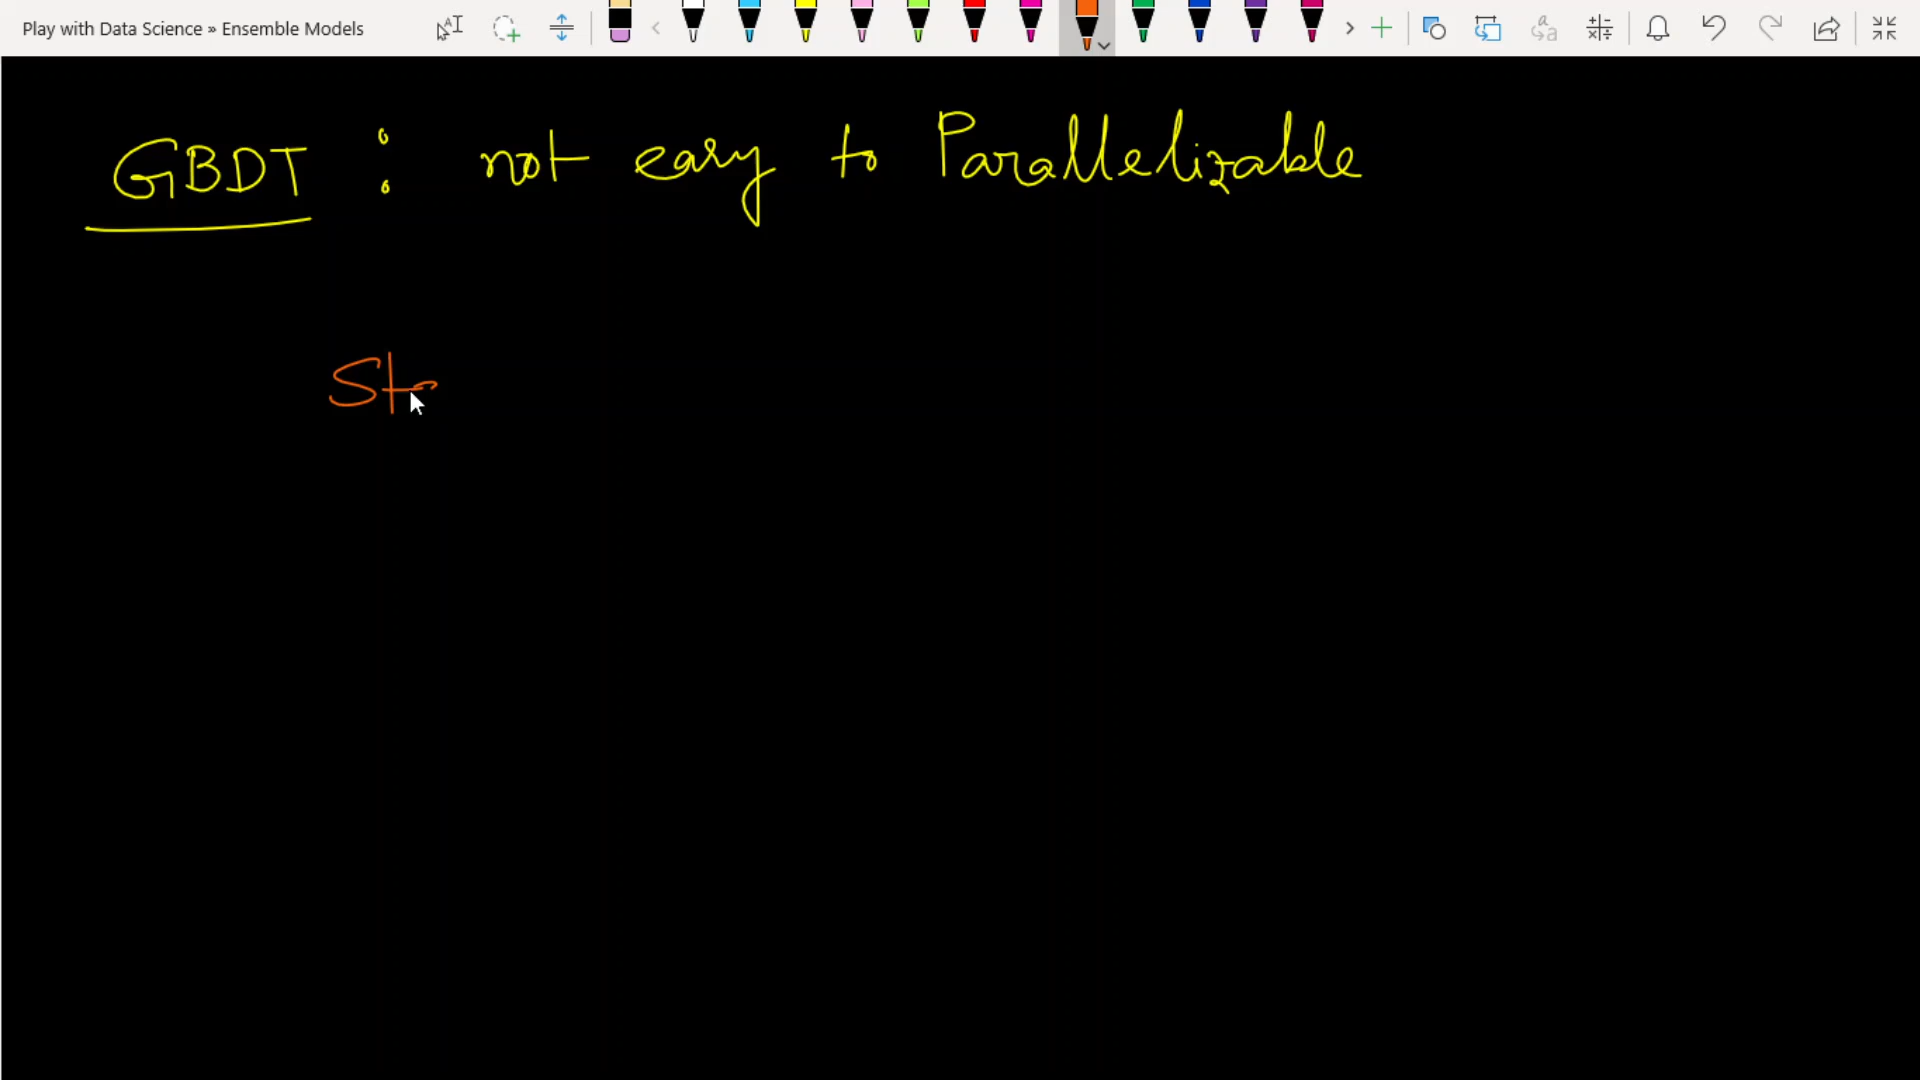 Play with Data Science » Ensemble Models
GBDT : not easy to Parallelizable
St